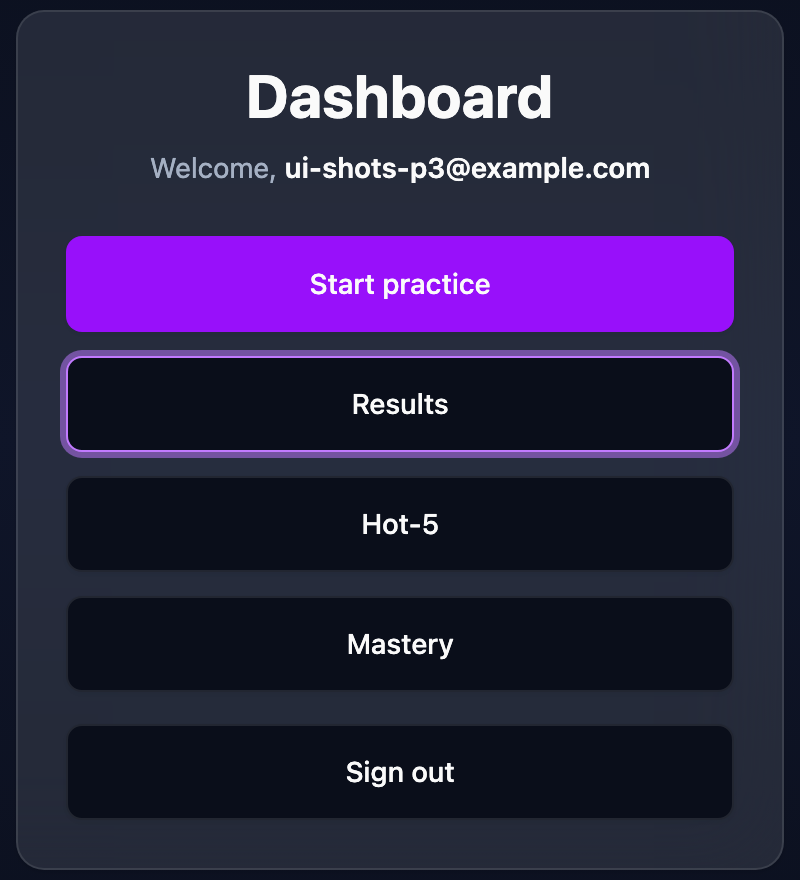 Dashboard
Welcome, ui-shots-p3@example.com
Start practice
Results
Hot-5
Mastery
Sign out